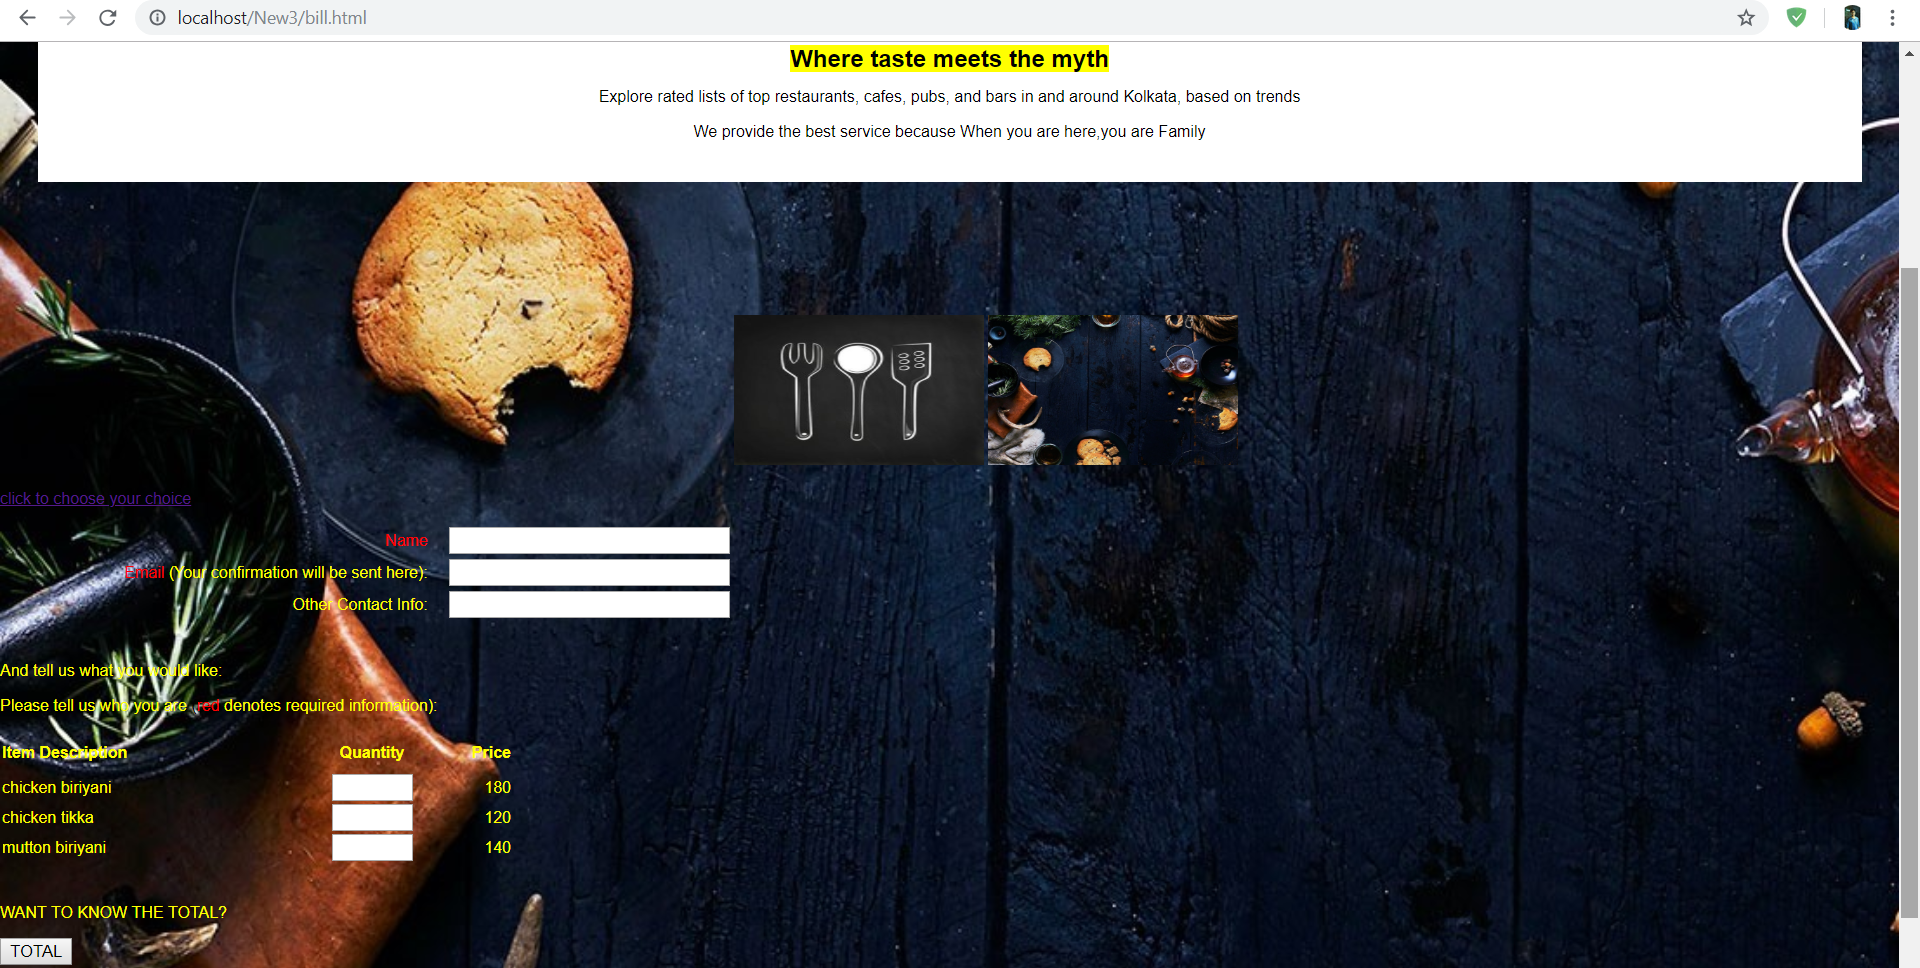 localhost/New3/bill.html
Where taste meets the myth
Explore rated lists of top restaurants, cafes, pubs, and bars in and around Kolkata, based on trends
We provide the best service because When you are here,you are Family
click to choose your choice
Name
Email (Your confirmation will be sent here):
Other Contact Info:
And tell us what you would like:
Please tell us who you are (red denotes required information):
Item Description Quantity Price
chicken biriyani 180
chicken tikka 120
mutton biriyani 140
WANT TO KNOW THE TOTAL?
TOTAL